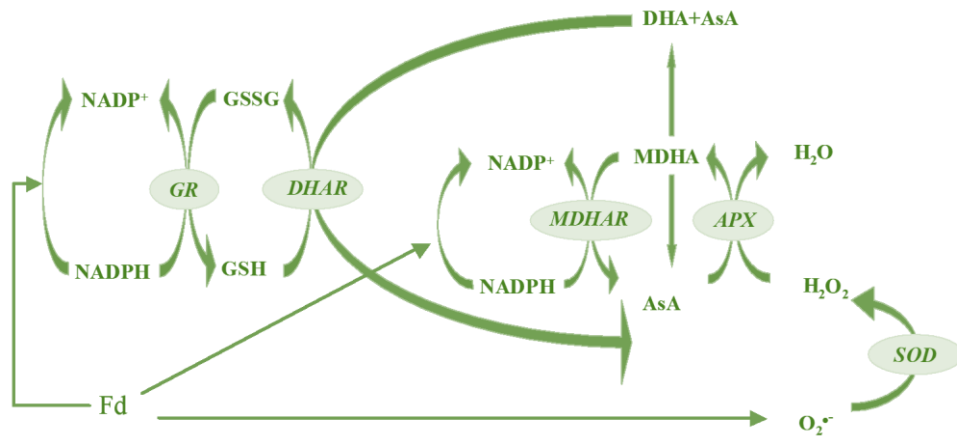 DHA+AsA
NADP⁺
GSSG
NADP⁺
MDHA
H₂O
GR
DHAR
MDHAR
APX
NADPH
GSH
NADPH
AsA
H₂O₂
SOD
Fd
O₂•⁻